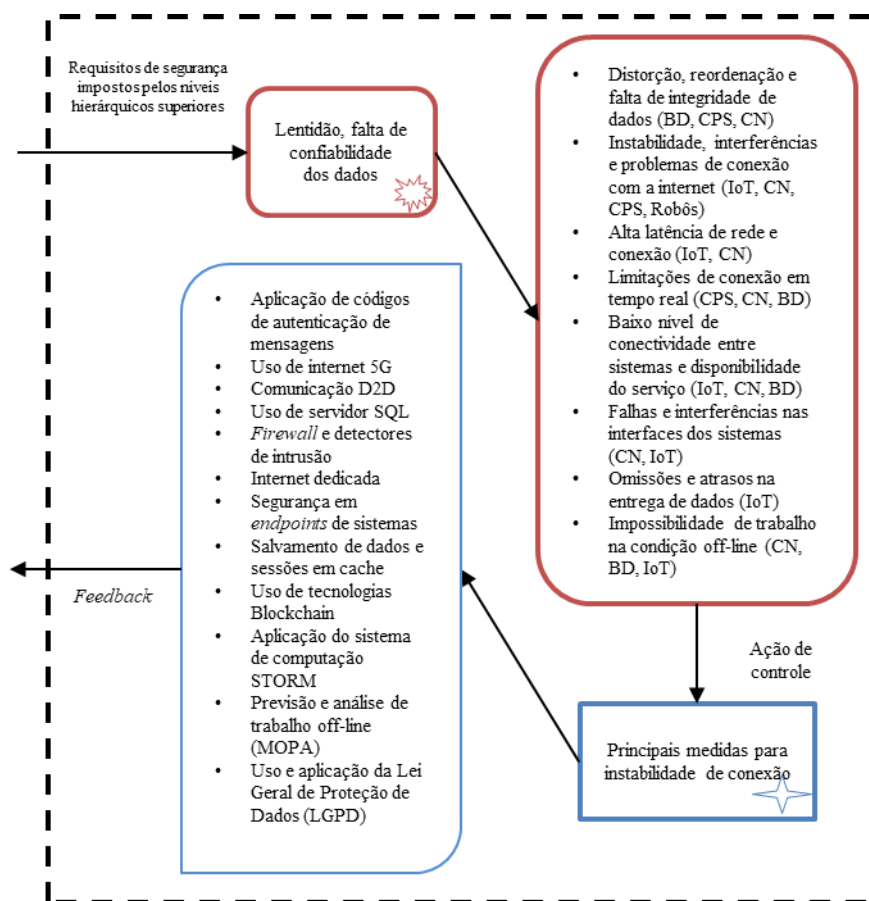 Requisitos de segurança
impostos pelos níveis
hierárquicos superiores
Lentidão, falta de
confiabilidade
dos dados
• Distorção, reordenação e
falta de integridade de
dados (BD, CPS, CN)
• Instabilidade, interferências
e problemas de conexão
com a internet (IoT, CN,
CPS, Robôs)
• Alta latência de rede e
conexão (IoT, CN)
• Limitações de conexão em
tempo real (CPS, CN, BD)
• Baixo nivel de
conectividade entre
sistemas e disponibilidade
do serviço (IoT, CN, BD)
• Falhas e interferências nas
interfaces dos sistemas
(CN, IoT)
• Omissões e atrasos na
entrega de dados (IoT)
• Impossibilidade de trabalho
na condição off-line (CN,
BD, IoT)
Ação de
controle
Principais medidas para
instabilidade de conexão
• Aplicação de códigos
de autenticação de
mensagens
• Uso de internet 5G
• Comunicação D2D
• Uso de servidor SQL
• Firewall e detectores
de intrusão
• Internet dedicada
• Segurança em
endpoints de sistemas
• Salvamento de dados e
sessões em cache
• Uso de tecnologias
Blockchain
• Aplicação do sistema
de computação
STORM
• Previsão e análise de
trabalho off-line
(MOPA)
• Uso e aplicação da Lei
Geral de Proteção de
Dados (LGPD)
Feedback